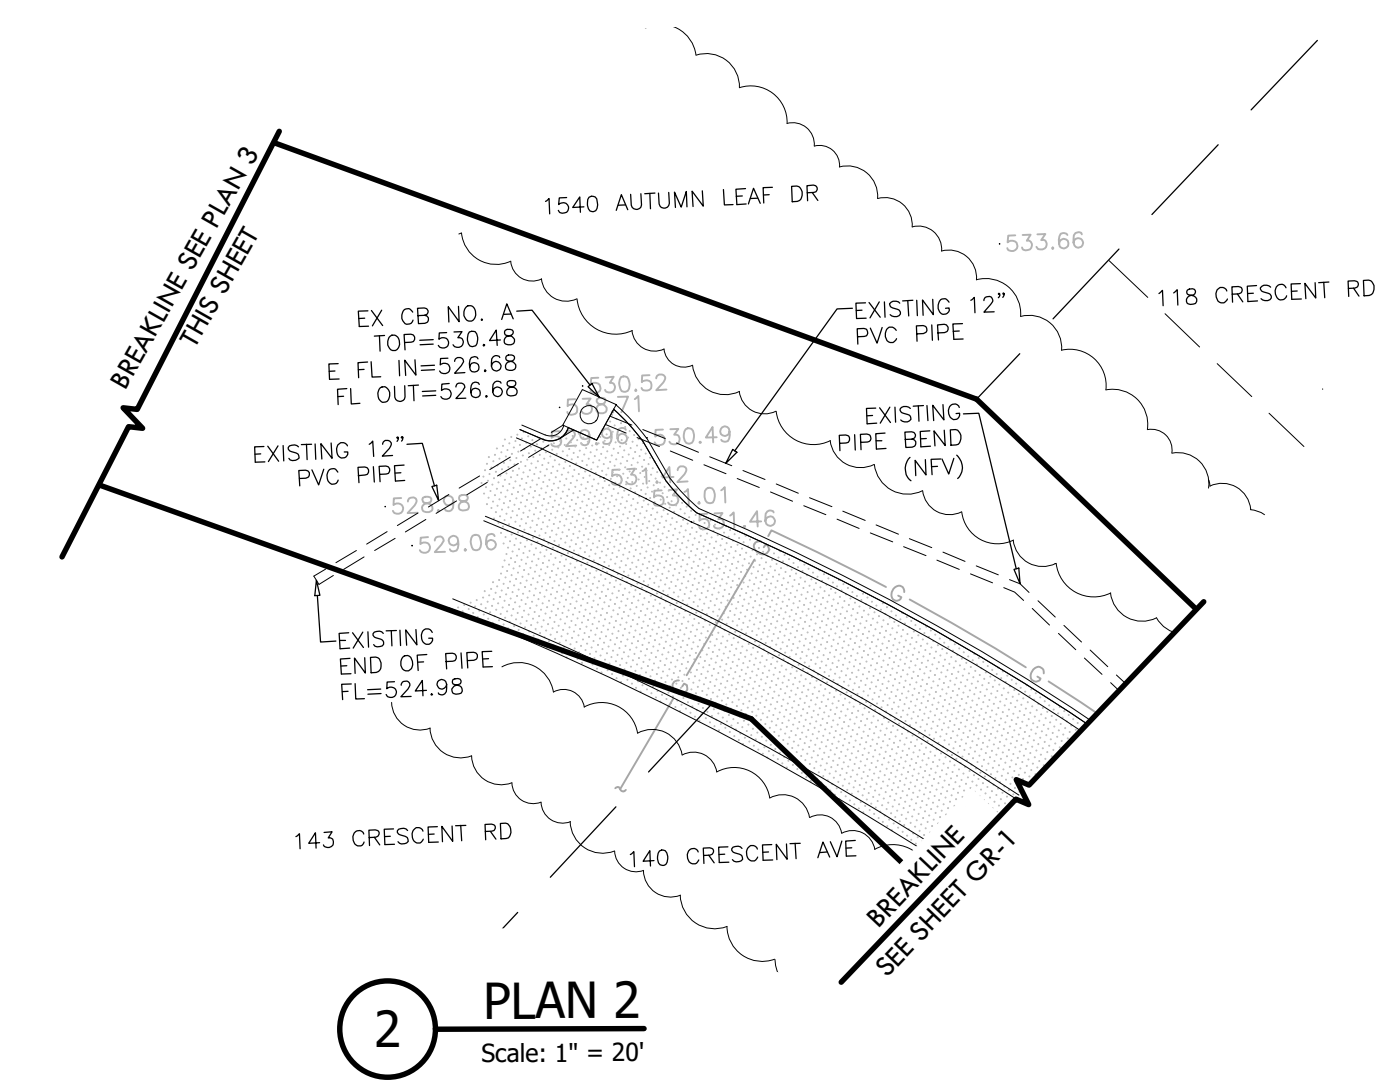 1540 AUTUMN LEAF DR
533.66
118 CRESCENT RD
BREAKLINE SEE PLAN 3
THIS SHEET
EX CB NO. A
TOP=530.48
E FL IN=526.68
FL OUT=526.68
EXISTING 12"
PVC PIPE
530.52
538.71
529.96
530.49
EXISTING
PIPE BEND
(NFV)
EXISTING 12"
PVC PIPE
531.42
531.01
531.46
528.98
529.06
G
G
S
S
EXISTING
END OF PIPE
FL=524.98
143 CRESCENT RD
140 CRESCENT AVE
BREAKLINE
SEE SHEET GR-1
2
PLAN 2
Scale: 1" = 20'